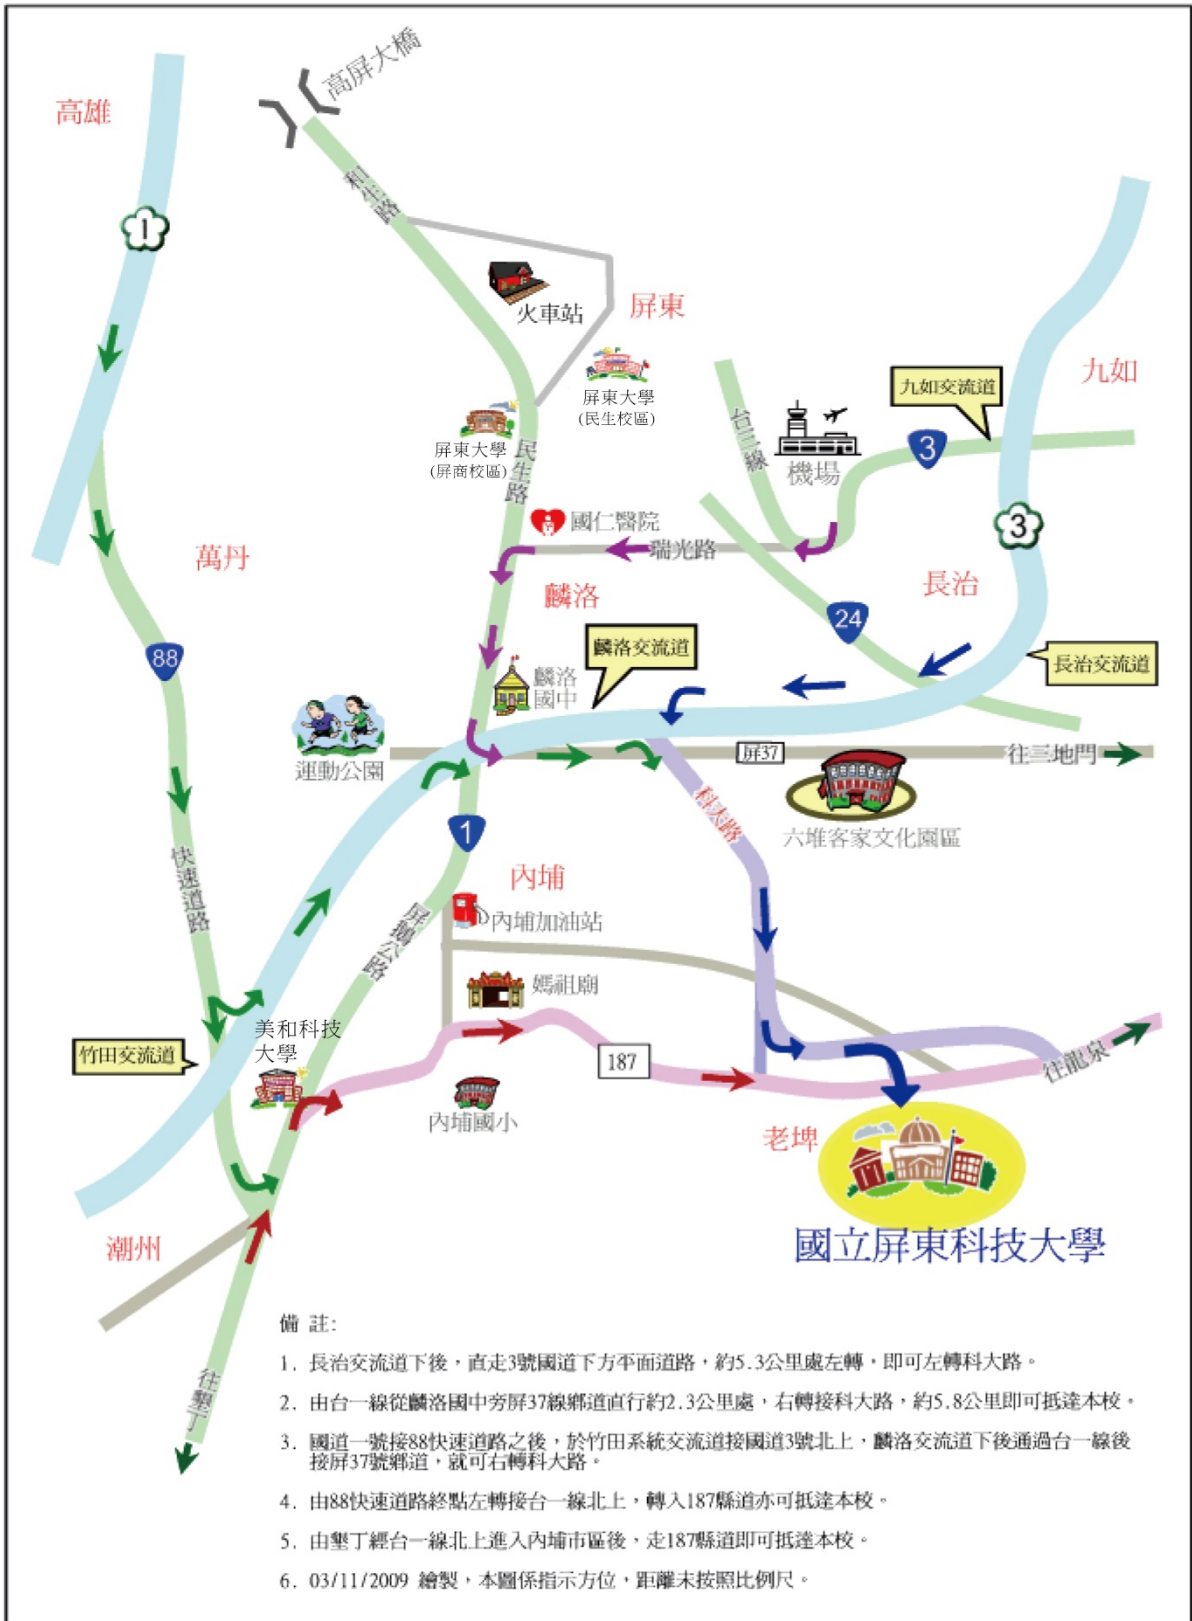 高屏大橋
高雄
1
和生路
火車站
屏東
九如
屏東大學
(民生校區)
九如交流道
台三線
3
機場
屏東大學
(屏商校區)
民生路
國仁醫院
瑞光路
3
萬丹
麟洛
長治
24
88
麟洛交流道
長治交流道
麟洛
國中
運動公園
屏37
往三地門
科大路
六堆客家文化園區
1
快速道路
內埔
內埔加油站
屏鵝公路
媽祖廟
美和科技
大學
竹田交流道
187
往龍泉
內埔國小
老埤
潮州
國立屏東科技大學
往墾丁
備 註:
1. 長治交流道下後，直走3號國道下方平面道路，約5.3公里處左轉，即可左轉科大路。
2. 由台一線從麟洛國中旁屏37線鄉道直行約2.3公里處，右轉接科大路，約5.8公里即可抵達本校。
3. 國道一號接88快速道路之後，於竹田系統交流道接國道3號北上，麟洛交流道下後通過台一線後
接屏37號鄉道，就可右轉科大路。
4. 由88快速道路終點左轉接台一線北上，轉入187縣道亦可抵達本校。
5. 由墾丁經台一線北上進入內埔市區後，走187縣道即可抵達本校。
6. 03/11/2009 繪製，本圖係指示方位，距離未按照比例尺。